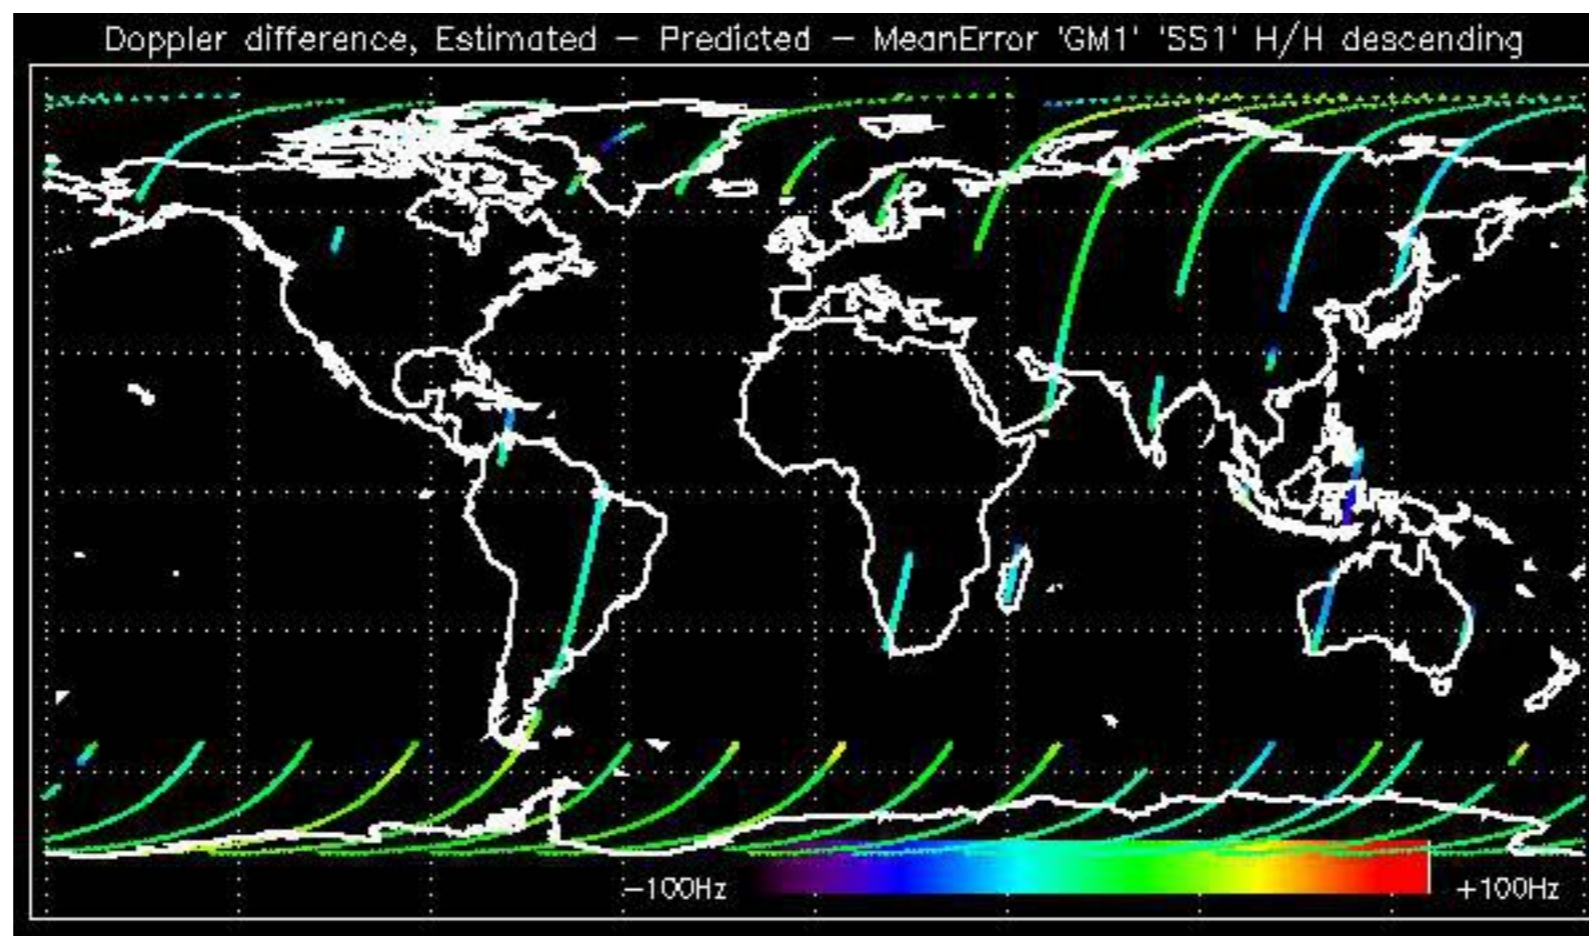 Doppler difference, Estimated – Predicted – MeanError 'GM1' 'SS1' H/H descending
–100Hz +100Hz